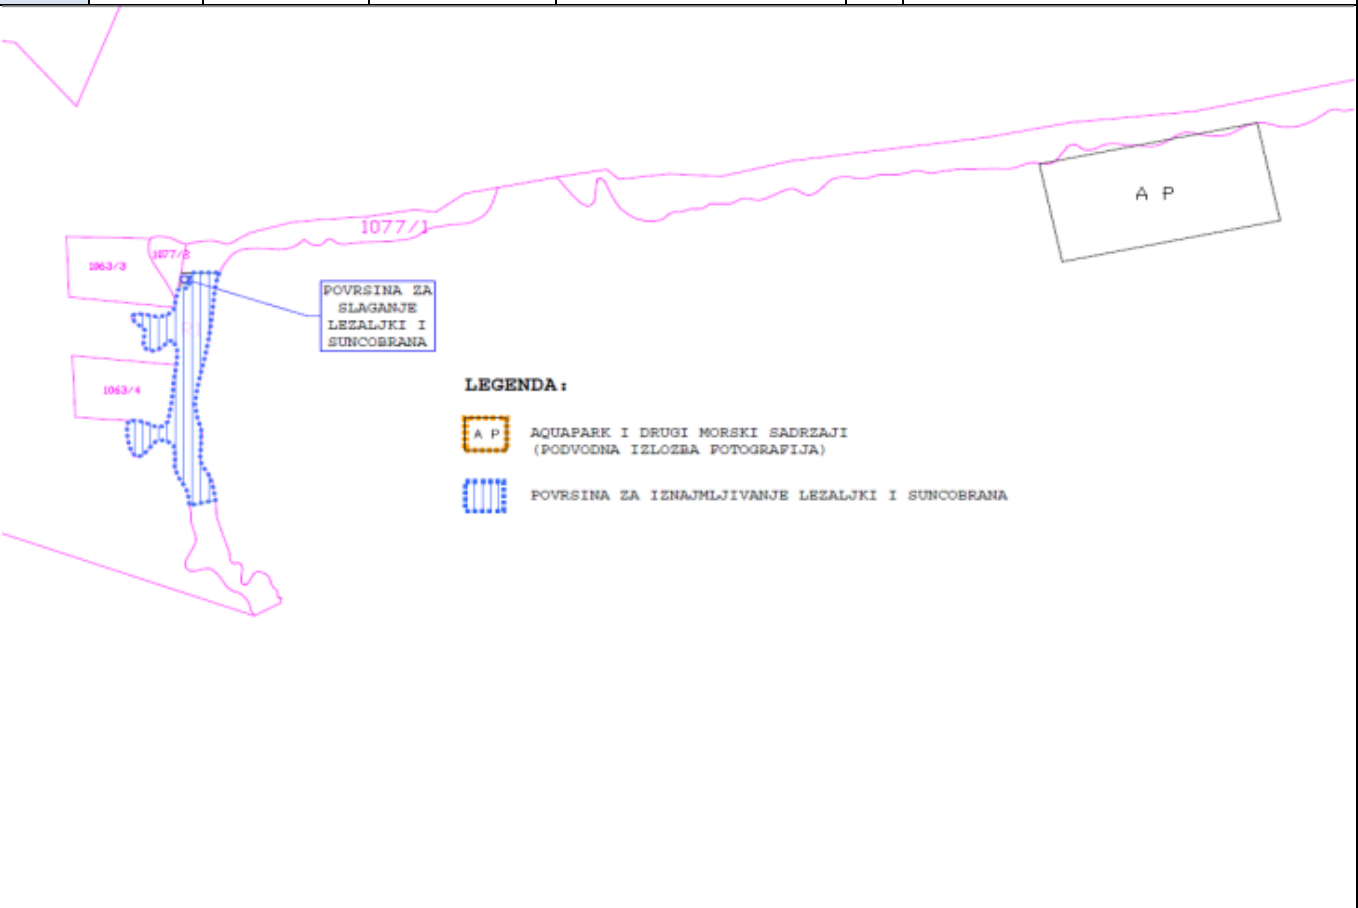 A P
1077/1
1077/2
1063/3
POVRSINA ZA
SLAGANJE
LEZALJKI I
SUNCOBRANA
1063/4
LEGENDA:
A P
AQUAPARK I DRUGI MORSKI SADRZAJI
(PODVODNA IZLOZBA FOTOGRAFIJA)
POVRSINA ZA IZNAJMLJIVANJE LEZALJKI I SUNCOBRANA